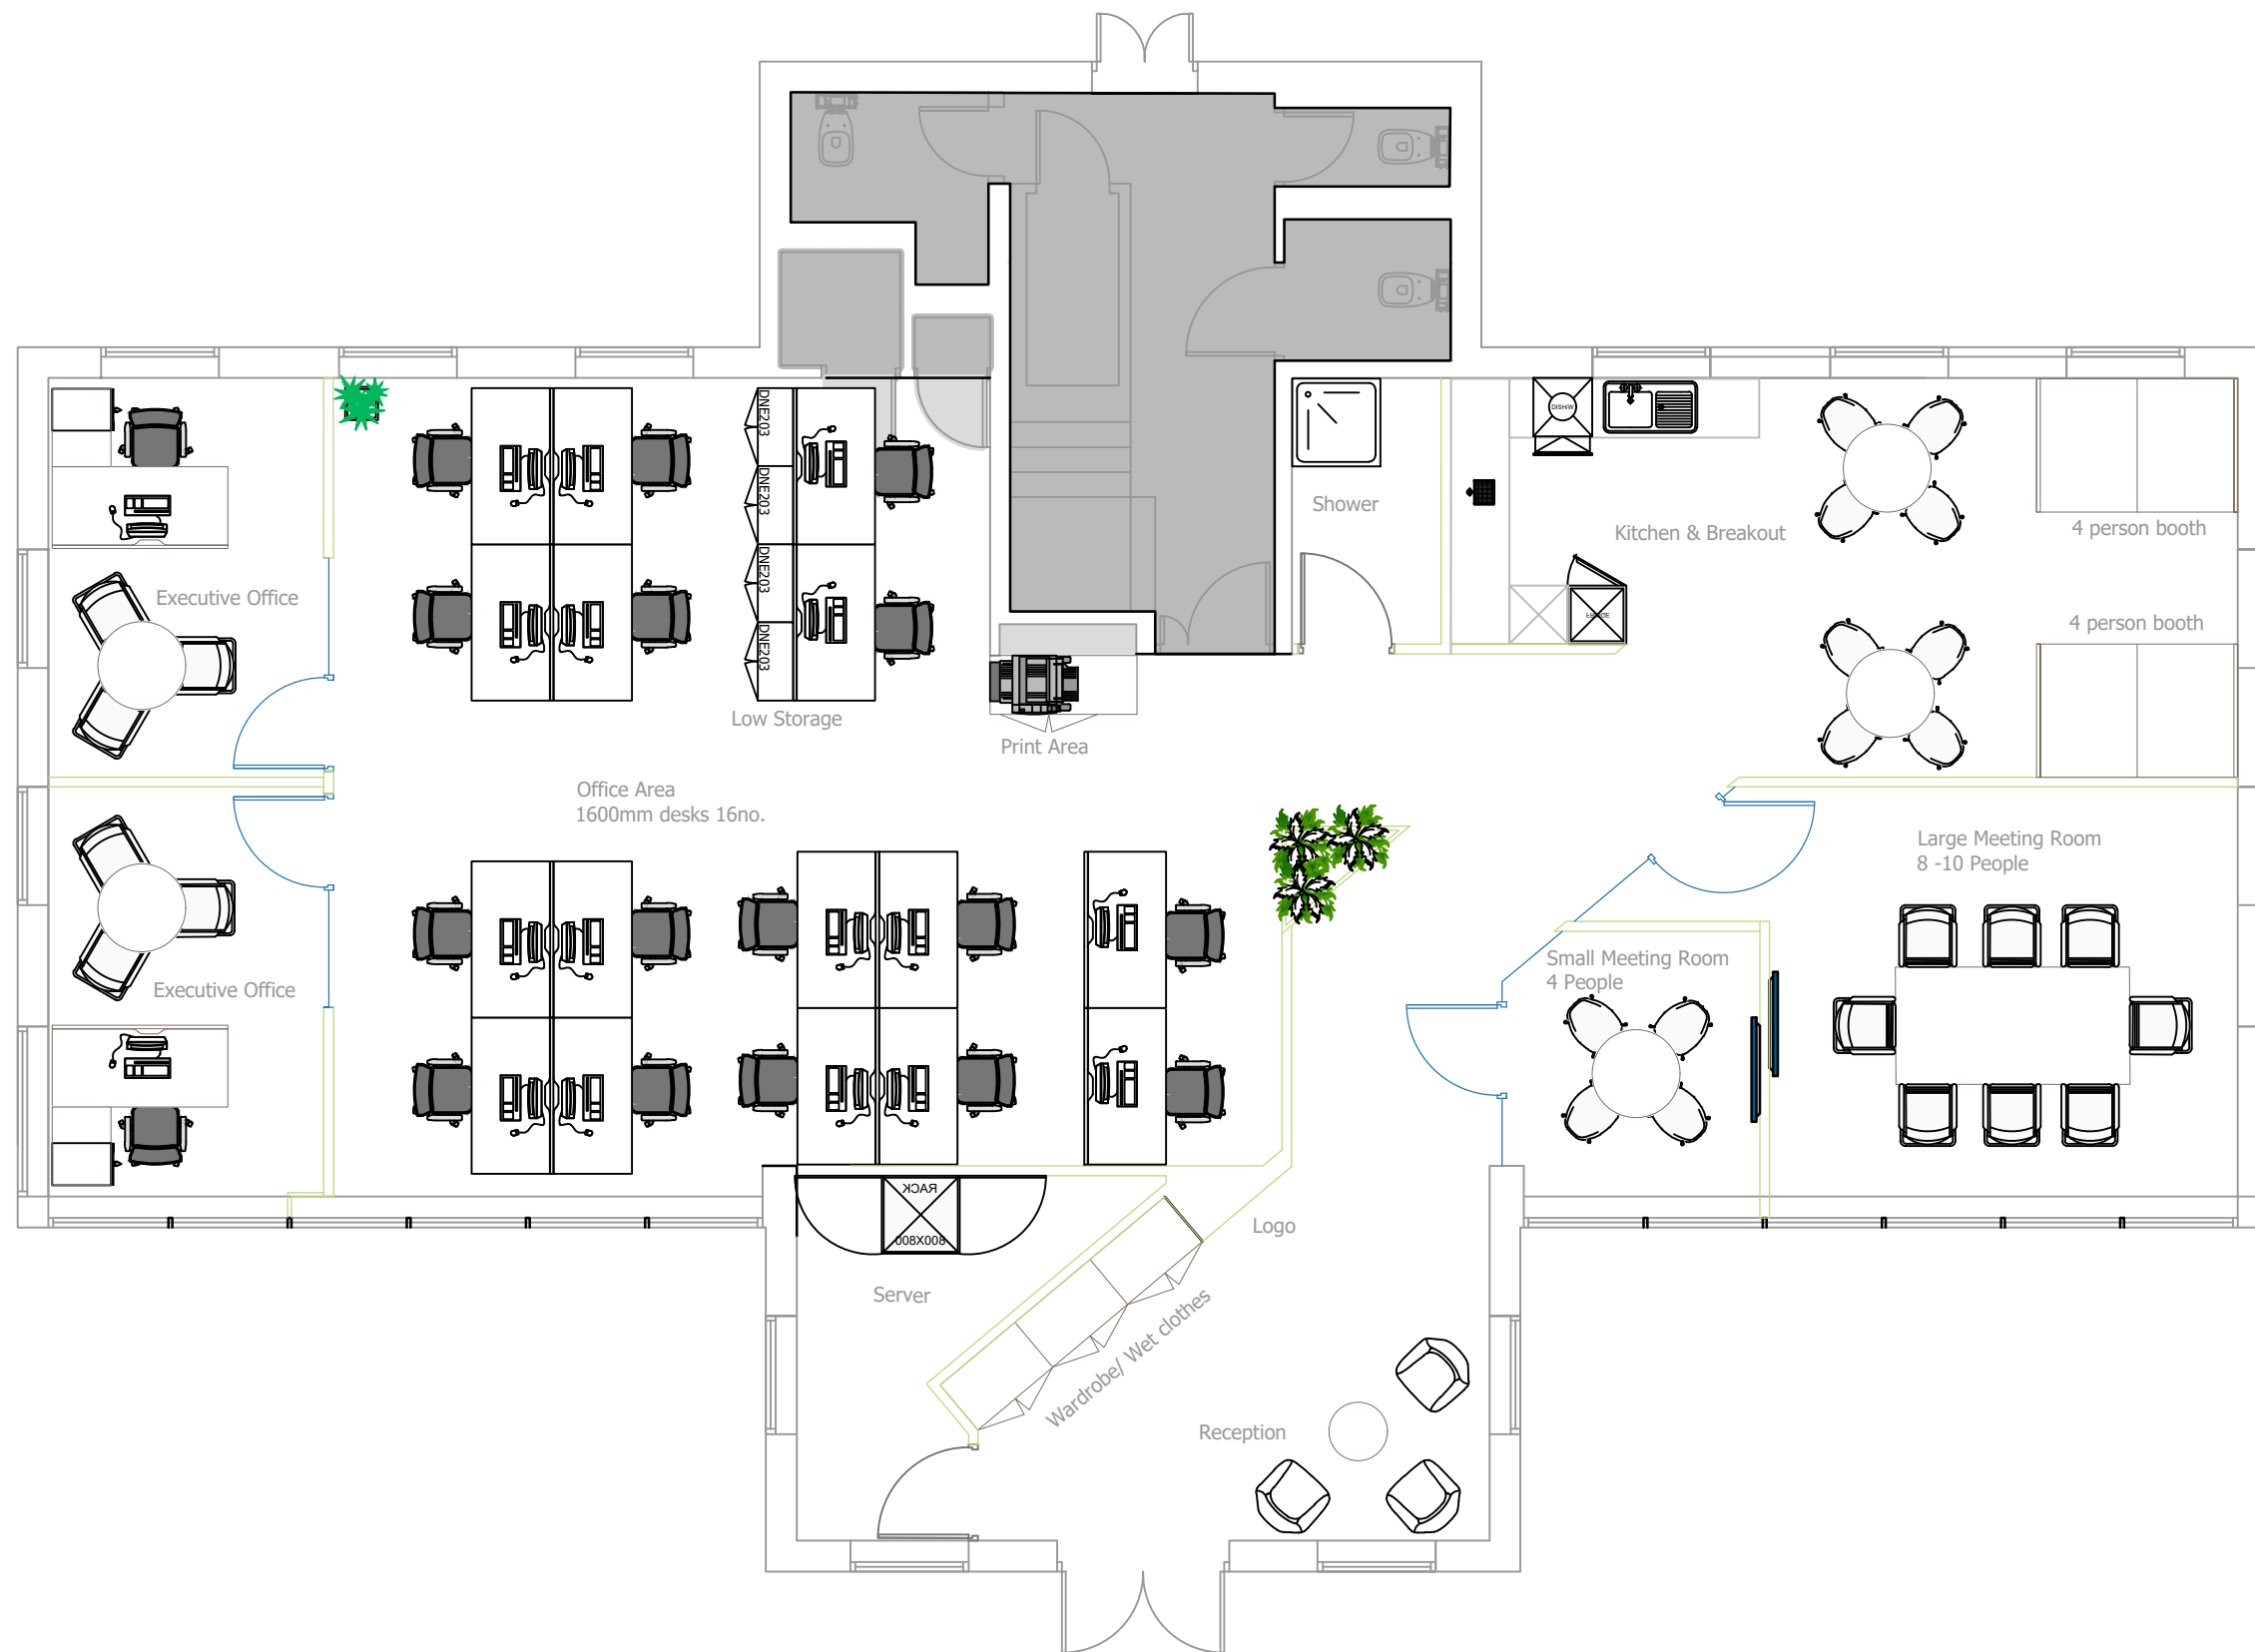 DISH/W
DNE203
DNE203
DNE203
DNE203
Shower
Kitchen & Breakout
4 person booth
Executive Office
FRIDGE
4 person booth
Low Storage
Print Area
Office Area
1600mm desks 16no.
Large Meeting Room
8 -10 People
Small Meeting Room
4 People
Executive Office
RACK
800X800
Logo
Server
Wardrobe/ Wet clothes
Reception